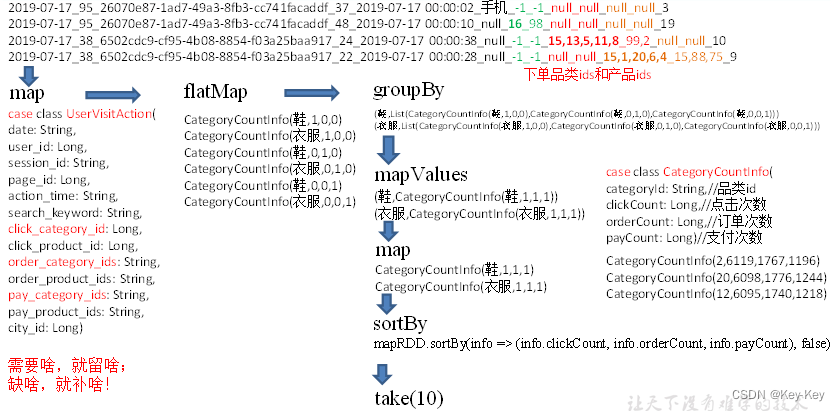 2019-07-17_95_26070e87-1ad7-49a3-8fb3-cc741facaddf_37_2019-07-17 00:00:02_手机_-1_-1_null_null_null_null_3
2019-07-17_95_26070e87-1ad7-49a3-8fb3-cc741facaddf_48_2019-07-17 00:00:10_null_16_98_null_null_null_null_19
2019-07-17_38_6502cdc9-cf95-4b08-8854-f03a25baa917_24_2019-07-17 00:00:38_null_-1_-1_15,13,5,11,8_99,2_null_null_10
2019-07-17_38_6502cdc9-cf95-4b08-8854-f03a25baa917_22_2019-07-17 00:00:28_null_-1_-1_null_null_15,1,20,6,4_15,88,75_9
下单品类ids和产品ids
map
case class UserVisitAction(
date: String,
user_id: Long,
session_id: String,
page_id: Long,
action_time: String,
search_keyword: String,
click_category_id: Long,
click_product_id: Long,
order_category_ids: String,
order_product_ids: String,
pay_category_ids: String,
pay_product_ids: String,
city_id: Long)
需要啥，就留啥；
缺啥，就补啥！
flatMap
CategoryCountInfo(鞋,1,0,0)
CategoryCountInfo(衣服,1,0,0)
CategoryCountInfo(鞋,0,1,0)
CategoryCountInfo(衣服,0,1,0)
CategoryCountInfo(鞋,0,0,1)
CategoryCountInfo(衣服,0,0,1)
groupBy
(鞋,List(CategoryCountInfo(鞋,1,0,0),CategoryCountInfo(鞋,0,1,0),CategoryCountInfo(鞋,0,0,1)))
(衣服,List(CategoryCountInfo(衣服,1,0,0),CategoryCountInfo(衣服,0,1,0),CategoryCountInfo(衣服,0,0,1)))
mapValues
(鞋,CategoryCountInfo(鞋,1,1,1))
(衣服,CategoryCountInfo(衣服,1,1,1))
map
CategoryCountInfo(鞋,1,1,1)
CategoryCountInfo(衣服,1,1,1)
case class CategoryCountInfo(
categoryId: String,//品类id
clickCount: Long,//点击次数
orderCount: Long,//订单次数
payCount: Long)//支付次数
CategoryCountInfo(2,6119,1767,1196)
CategoryCountInfo(20,6098,1776,1244)
CategoryCountInfo(12,6095,1740,1218)
sortBy
mapRDD.sortBy(info => (info.clickCount, info.orderCount, info.payCount), false)
take(10)
让天下没有难学的技术
CSDN @Key-Key